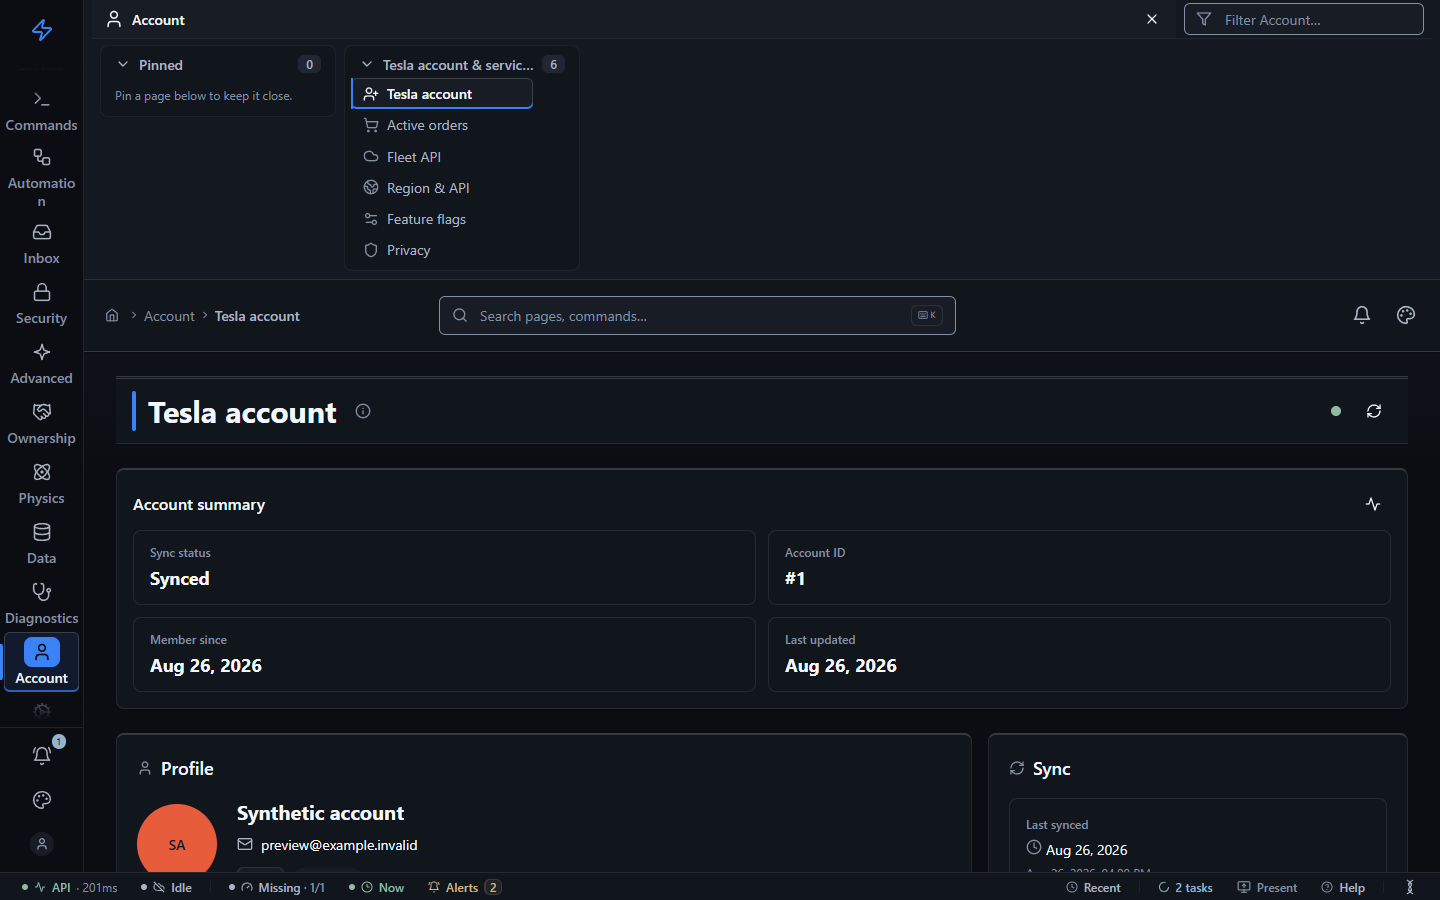 Account
Filter Account...
Pinned
0
Pin a page below to keep it close.
Tesla account & servic...
6
Tesla account
Active orders
Fleet API
Region & API
Feature flags
Privacy
Commands
Automatio
n
Inbox
Security
Advanced
Ownership
Physics
Data
Diagnostics
Account
1
Account
Tesla account
Search pages, commands...
K
Tesla account
Account summary
Sync status
Synced
Account ID
#1
Member since
Aug 26, 2026
Last updated
Aug 26, 2026
Profile
SA
Synthetic account
preview@example.invalid
Sync
Last synced
Aug 26, 2026
API · 201ms
Idle
Missing · 1/1
Now
Alerts
2
Recent
2 tasks
Present
Help